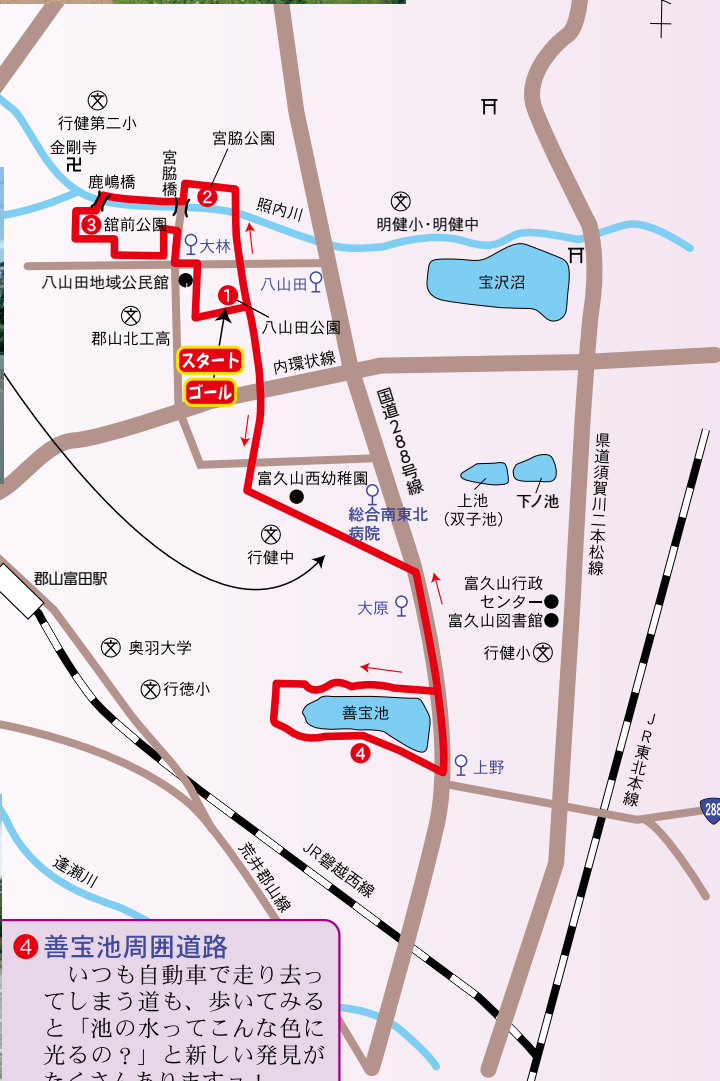 行健第二小
金剛寺
鹿嶋橋
宮脇橋
宮脇公園
2
照内川
3
舘前公園
大林
明健小・明健中
宝沢沼
八山田地域公民館
八山田
1
八山田公園
郡山北工高
スタート
ゴール
内環状線
国道288号線
富久山西幼稚園
総合南東北
病院
行健中
上池
(双子池)
下ノ池
県道須賀川二本松線
郡山富田駅
大原
富久山行政
センター
富久山図書館
行健小
奥羽大学
行徳小
善宝池
4
上野
JR東北本線
288
JR磐越西線
荒井郡山線
逢瀬川
4 善宝池周囲道路
いつも自動車で走り去っ
てしまう道も、歩いてみる
と「池の水ってこんな色に
光るの?」と新しい発見が
たくさんありますョ!